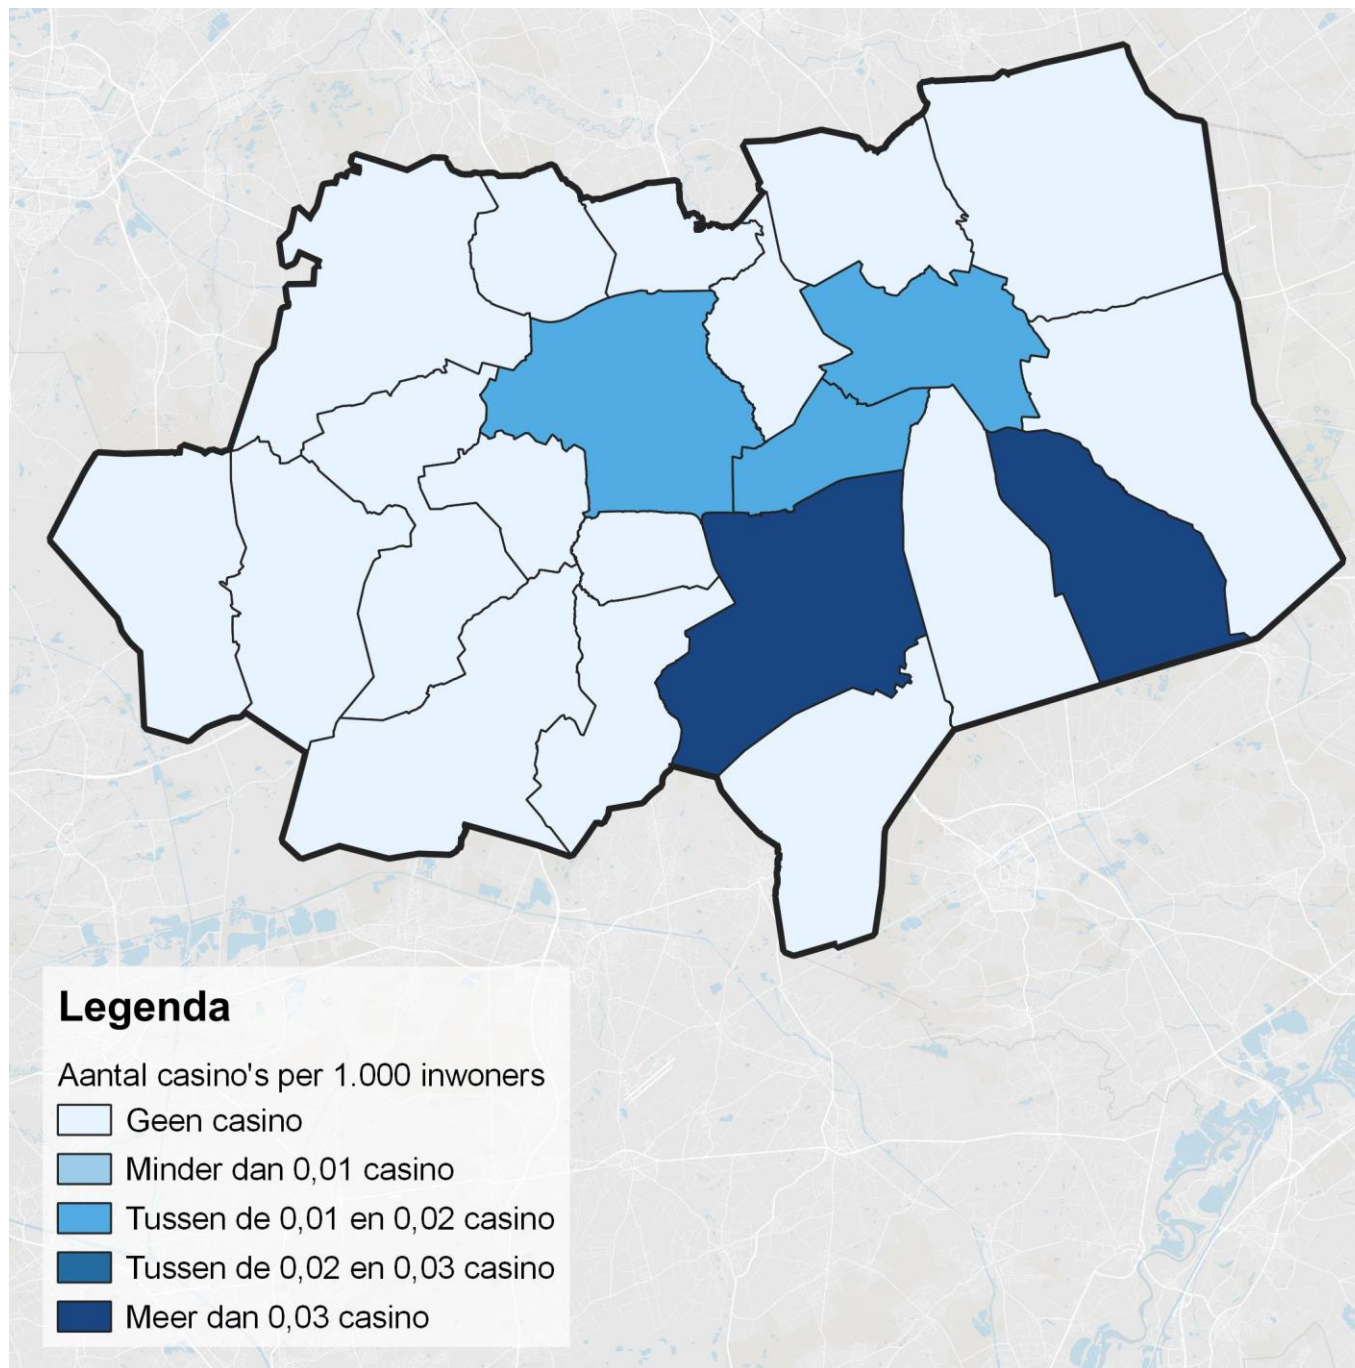 Legenda
Aantal casino's per 1.000 inwoners
Geen casino
Minder dan 0,01 casino
Tussen de 0,01 en 0,02 casino
Tussen de 0,02 en 0,03 casino
Meer dan 0,03 casino